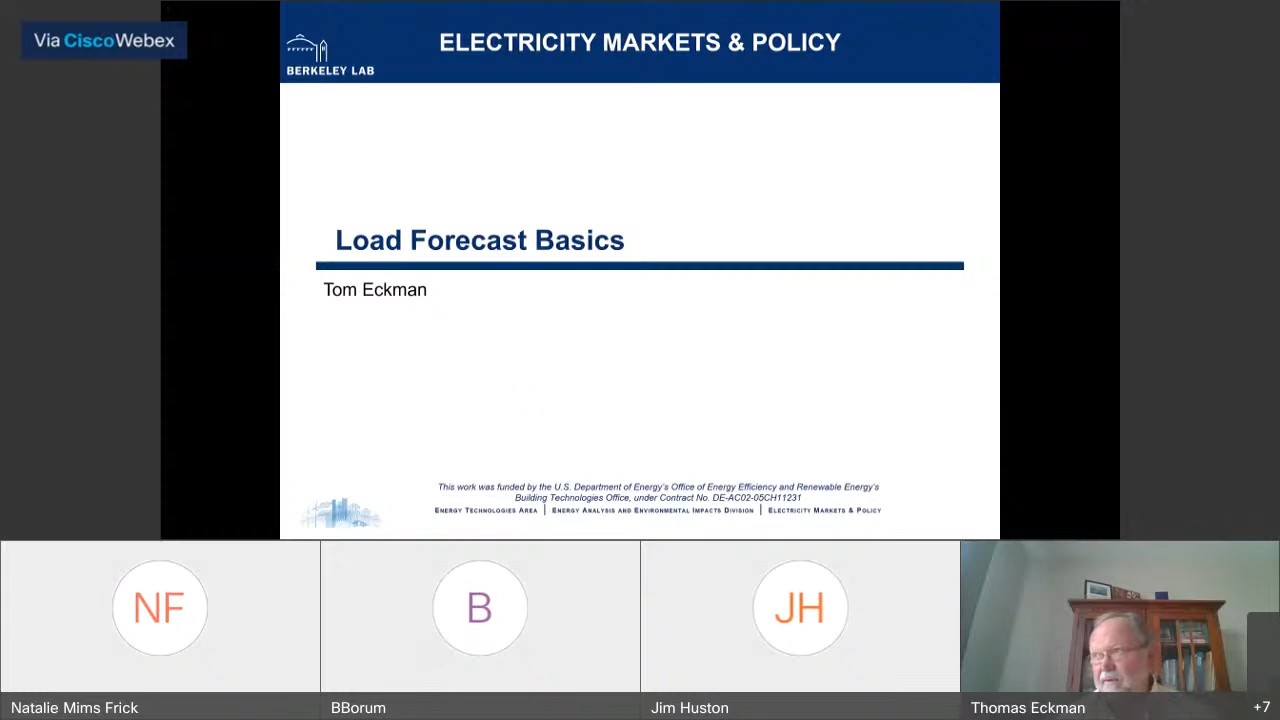 Via CiscoWebex
BERKELEY LAB
ELECTRICITY MARKETS & POLICY
Load Forecast Basics
Tom Eckman
This work was funded by the U.S. Department of Energy's Office of Energy Efficiency and Renewable Energy's
Building Technologies Office, under Contract No. DE-AC02-05CH11231
ENERGY TECHNOLOGIES AREA | ENERGY ANALYSIS AND ENVIRONMENTAL IMPACTS DIVISION | ELECTRICITY MARKETS & POLICY
NF
B
JH
Natalie Mims Frick
BBorum
Jim Huston
Thomas Eckman
+7